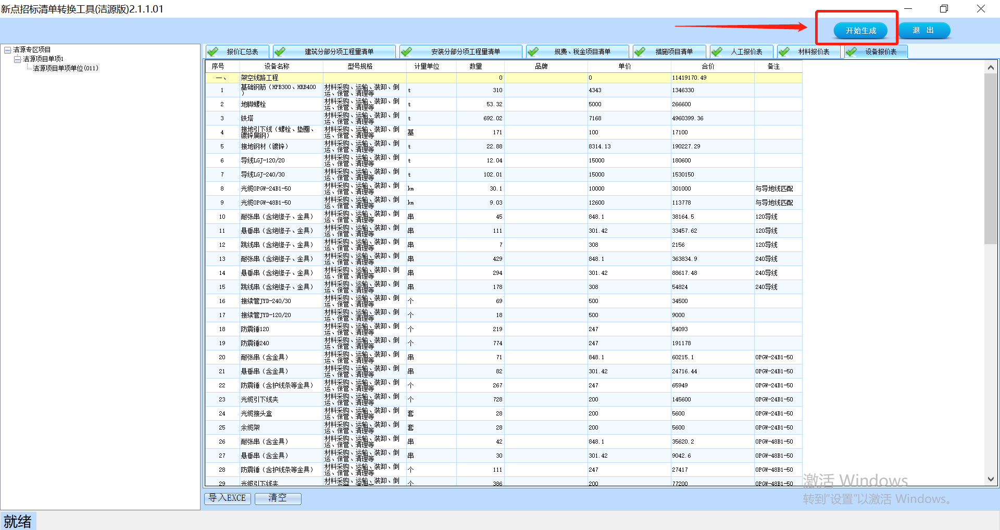 新点招标清单转换工具(洁源版)2.1.1.01
开始生成 退 出
洁源专区项目
洁源项目单项1
洁源项目单项单位(011)
报价汇总表 建筑分部分项工程量清单 安装分部分项工程量清单 规费、税金项目清单 措施项目清单 人工报价表 材料报价表 设备报价表
序号 设备名称 型号规格 计量单位 数量 品牌 单价 合价 备注
一、 架空线路工程 0 0 11419170.49
1 基础钢筋（HPB300、HRB400） 材料采购、运输、装卸、倒运、保管、清理等 t 310 4343 1346330
2 地脚螺栓 材料采购、运输、装卸、倒运、保管、清理等 t 53.32 5000 266600
3 铁塔 材料采购、运输、装卸、倒运、保管、清理等 t 692.02 7168 4960399.36
4 接地引下线（螺栓、垫圈、镀锌扁钢） 材料采购、运输、装卸、倒运、保管、清理等 基 171 100 17100
5 接地钢材（镀锌） 材料采购、运输、装卸、倒运、保管、清理等 t 22.88 8314.13 190227.29
6 导线LGJ-120/20 材料采购、运输、装卸、倒运、保管、清理等 t 12.04 15000 180600
7 导线LGJ-240/30 材料采购、运输、装卸、倒运、保管、清理等 t 102.01 15000 1530150
8 光缆OPGW-24B1-50 材料采购、运输、装卸、倒运、保管、清理等 km 30.1 10000 301000 与导地线匹配
9 光缆OPGW-48B1-50 材料采购、运输、装卸、倒运、保管、清理等 km 9.03 12600 113778 与导地线匹配
10 耐张串（含绝缘子、金具） 材料采购、运输、装卸、倒运、保管、清理等 串 45 848.1 38164.5 120导线
11 悬垂串（含绝缘子、金具） 材料采购、运输、装卸、倒运、保管、清理等 串 111 301.42 33457.62 120导线
12 跳线串（含绝缘子、金具） 材料采购、运输、装卸、倒运、保管、清理等 串 7 308 2156 120导线
13 耐张串（含绝缘子、金具） 材料采购、运输、装卸、倒运、保管、清理等 串 429 848.1 363834.9 240导线
14 悬垂串（含绝缘子、金具） 材料采购、运输、装卸、倒运、保管、清理等 串 294 301.42 88617.48 240导线
15 跳线串（含绝缘子、金具） 材料采购、运输、装卸、倒运、保管、清理等 串 178 308 54824 240导线
16 接续管JYD-240/30 材料采购、运输、装卸、倒运、保管、清理等 个 69 500 34500
17 接续管JYD-120/20 材料采购、运输、装卸、倒运、保管、清理等 个 18 500 9000
18 防震锤120 材料采购、运输、装卸、倒运、保管、清理等 个 219 247 54093
19 防震锤240 材料采购、运输、装卸、倒运、保管、清理等 个 774 247 191178
20 耐张串（含金具） 材料采购、运输、装卸、倒运、保管、清理等 串 71 848.1 60215.1 OPGW-24B1-50
21 悬垂串（含金具） 材料采购、运输、装卸、倒运、保管、清理等 串 82 301.42 24716.44 OPGW-24B1-50
22 防震锤（含护线条等金具） 材料采购、运输、装卸、倒运、保管、清理等 个 267 247 65949 OPGW-24B1-50
23 光缆引下线夹 材料采购、运输、装卸、倒运、保管、清理等 个 728 200 145600 OPGW-24B1-50
24 光缆接头盒 材料采购、运输、装卸、倒运、保管、清理等 套 28 200 5600 OPGW-24B1-50
25 余缆架 材料采购、运输、装卸、倒运、保管、清理等 套 28 200 5600 OPGW-24B1-50
26 耐张串（含金具） 材料采购、运输、装卸、倒运、保管、清理等 串 42 848.1 35620.2 OPGW-48B1-50
27 悬垂串（含金具） 材料采购、运输、装卸、倒运、保管、清理等 串 30 301.42 9042.6 OPGW-48B1-50
28 防震锤（含护线条等金具） 材料采购、运输、装卸、倒运、保管、清理等 个 111 247 27417 OPGW-48B1-50
29 光缆引下线夹 材料采购、运输、装卸、倒运、保管、清理等 个 386 200 77200 OPGW-48B1-50
激活 Windows
转到"设置"以激活 Windows。
导入EXCE 清空
就绪